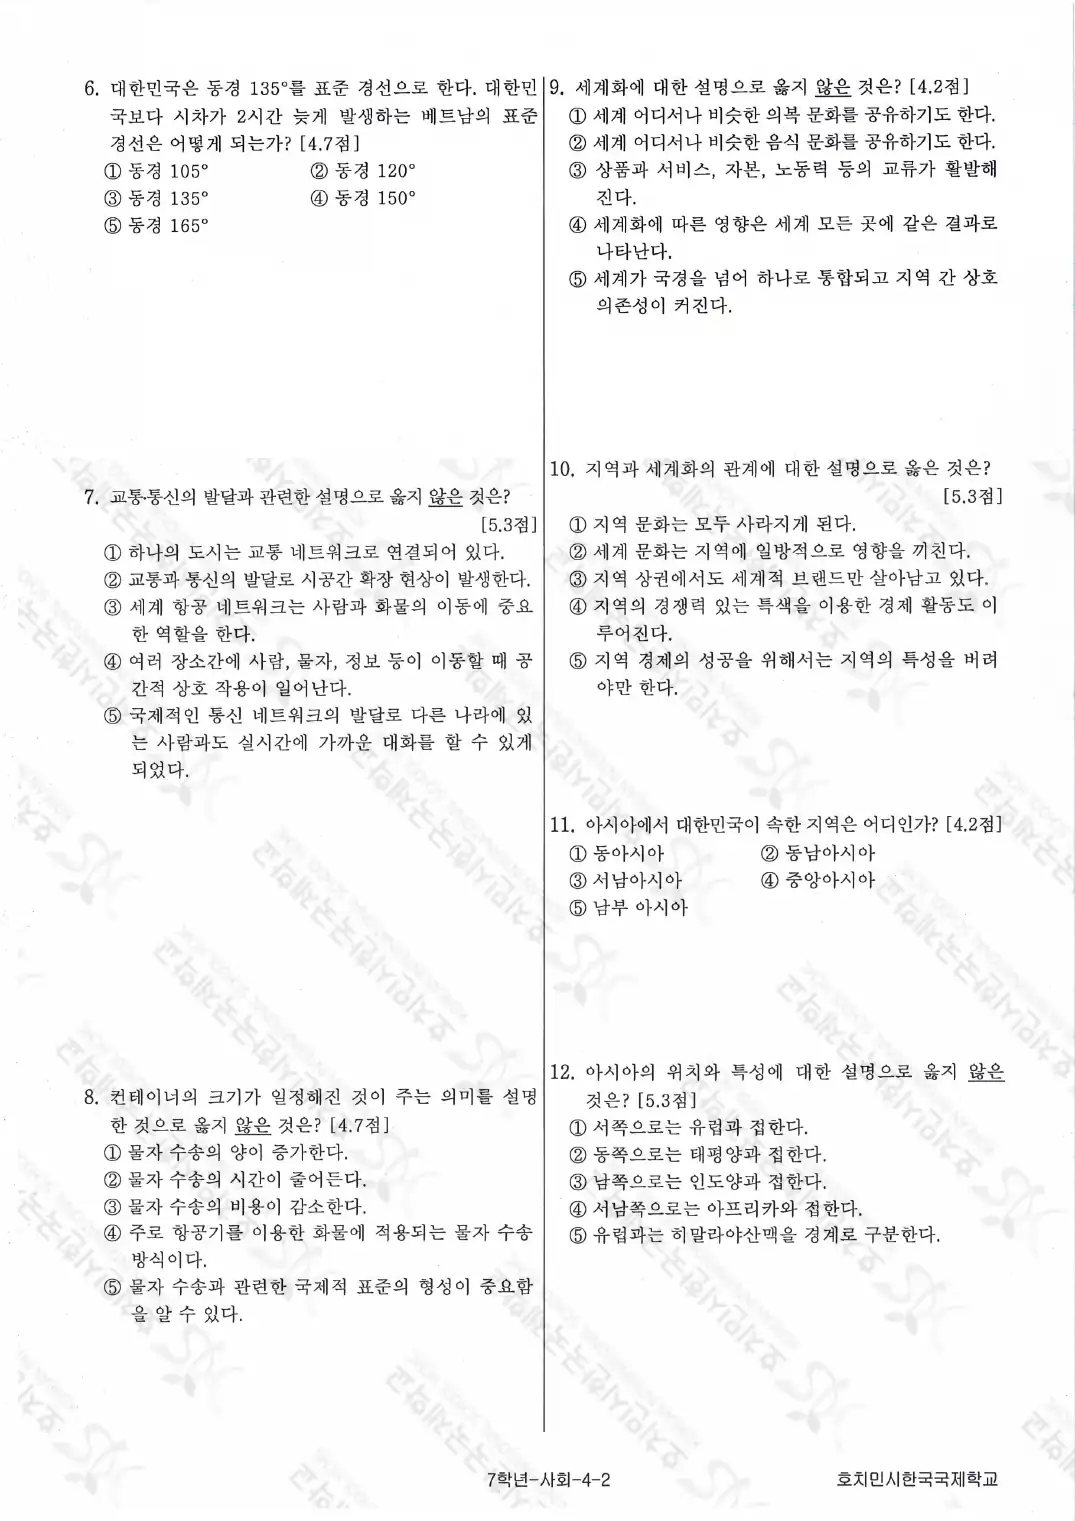 6. 대한민국은 동경 135°를 표준 경선으로 한다. 대한민
국보다 시차가 2시간 늦게 발생하는 베트남의 표준
경선은 어떻게 되는가? [4.7점]
① 동경 105° ② 동경 120°
③ 동경 135° ④ 동경 150°
⑤ 동경 165°
7. 교통·통신의 발달과 관련한 설명으로 옳지 않은 것은?
[5.3점]
① 하나의 도시는 교통 네트워크로 연결되어 있다.
② 교통과 통신의 발달로 시공간 확장 현상이 발생한다.
③ 세계 항공 네트워크는 사람과 화물의 이동에 중요
한 역할을 한다.
④ 여러 장소간에 사람, 물자, 정보 등이 이동할 때 공
간적 상호 작용이 일어난다.
⑤ 국제적인 통신 네트워크의 발달로 다른 나라에 있
는 사람과도 실시간에 가까운 대화를 할 수 있게
되었다.
8. 컨테이너의 크기가 일정해진 것이 주는 의미를 설명
한 것으로 옳지 않은 것은? [4.7점]
① 물자 수송의 양이 증가한다.
② 물자 수송의 시간이 줄어든다.
③ 물자 수송의 비용이 감소한다.
④ 주로 항공기를 이용한 화물에 적용되는 물자 수송
방식이다.
⑤ 물자 수송과 관련한 국제적 표준의 형성이 중요함
을 알 수 있다.
9. 세계화에 대한 설명으로 옳지 않은 것은? [4.2점]
① 세계 어디서나 비슷한 의복 문화를 공유하기도 한다.
② 세계 어디서나 비슷한 음식 문화를 공유하기도 한다.
③ 상품과 서비스, 자본, 노동력 등의 교류가 활발해
진다.
④ 세계화에 따른 영향은 세계 모든 곳에 같은 결과로
나타난다.
⑤ 세계가 국경을 넘어 하나로 통합되고 지역 간 상호
의존성이 커진다.
10. 지역과 세계화의 관계에 대한 설명으로 옳은 것은?
[5.3점]
① 지역 문화는 모두 사라지게 된다.
② 세계 문화는 지역에 일방적으로 영향을 끼친다.
③ 지역 상권에서도 세계적 브랜드만 살아남고 있다.
④ 지역의 경쟁력 있는 특색을 이용한 경제 활동도 이
루어진다.
⑤ 지역 경제의 성공을 위해서는 지역의 특성을 버려
야만 한다.
11. 아시아에서 대한민국이 속한 지역은 어디인가? [4.2점]
① 동아시아 ② 동남아시아
③ 서남아시아 ④ 중앙아시아
⑤ 남부 아시아
12. 아시아의 위치와 특성에 대한 설명으로 옳지 않은
것은? [5.3점]
① 서쪽으로는 유럽과 접한다.
② 동쪽으로는 태평양과 접한다.
③ 남쪽으로는 인도양과 접한다.
④ 서남쪽으로는 아프리카와 접한다.
⑤ 유럽과는 히말라야산맥을 경계로 구분한다.
7학년-사회-4-2
호치민시한국국제학교